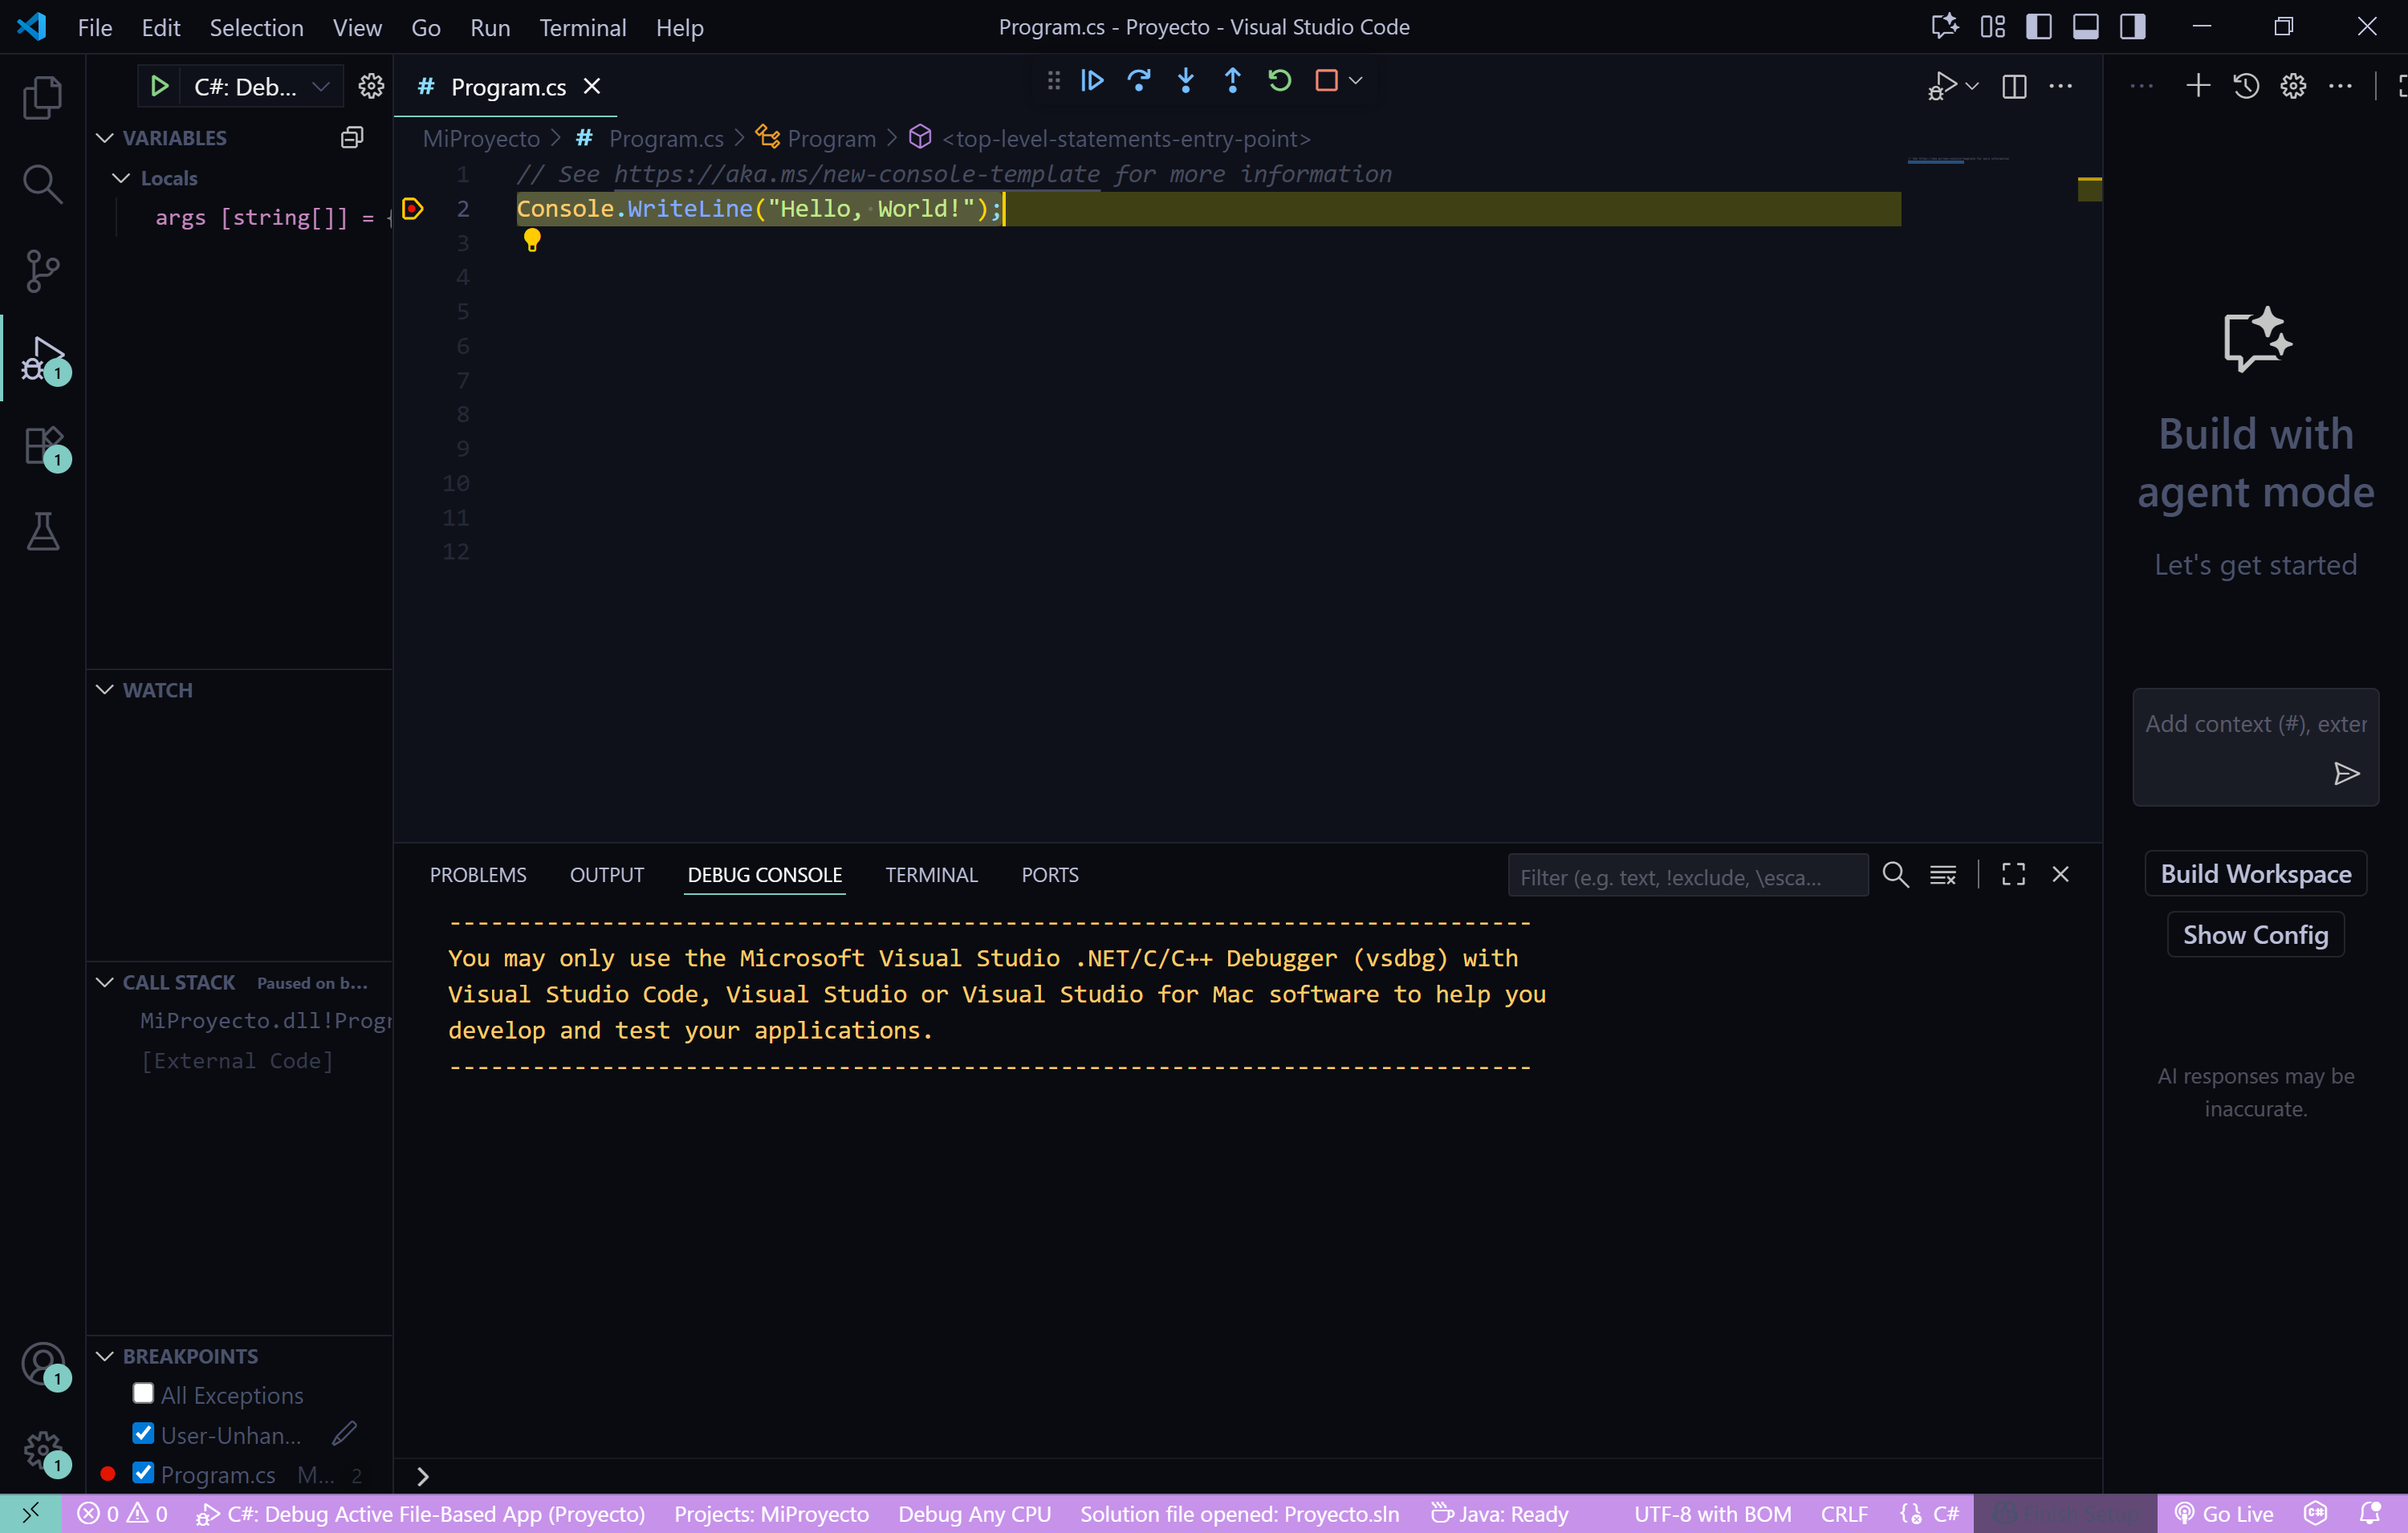 File Edit Selection View Go Run Terminal Help
Program.cs - Proyecto - Visual Studio Code
C#: Deb...
# Program.cs
VARIABLES
Locals
args [string[]] =
MiProyecto > # Program.cs > Program > <top-level-statements-entry-point>
1 // See https://aka.ms/new-console-template for more information
2 Console.WriteLine("Hello, World!");
3
4
5
6
7
8
9
10
11
12
WATCH
CALL STACK Paused on b...
MiProyecto.dll!Progr
[External Code]
BREAKPOINTS
All Exceptions
User-Unhan...
Program.cs M... 2
1
1
1
1
PROBLEMS OUTPUT DEBUG CONSOLE TERMINAL PORTS
Filter (e.g. text, !exclude, \esca...
------------------------------------------------------------------------------
You may only use the Microsoft Visual Studio .NET/C/C++ Debugger (vsdbg) with
Visual Studio Code, Visual Studio or Visual Studio for Mac software to help you
develop and test your applications.
------------------------------------------------------------------------------
>
Build with
agent mode
Let's get started
Add context (#), exter
Build Workspace
Show Config
AI responses may be
inaccurate.
0 0 C#: Debug Active File-Based App (Proyecto) Projects: MiProyecto Debug Any CPU Solution file opened: Proyecto.sln Java: Ready UTF-8 with BOM CRLF {} C# Go Live